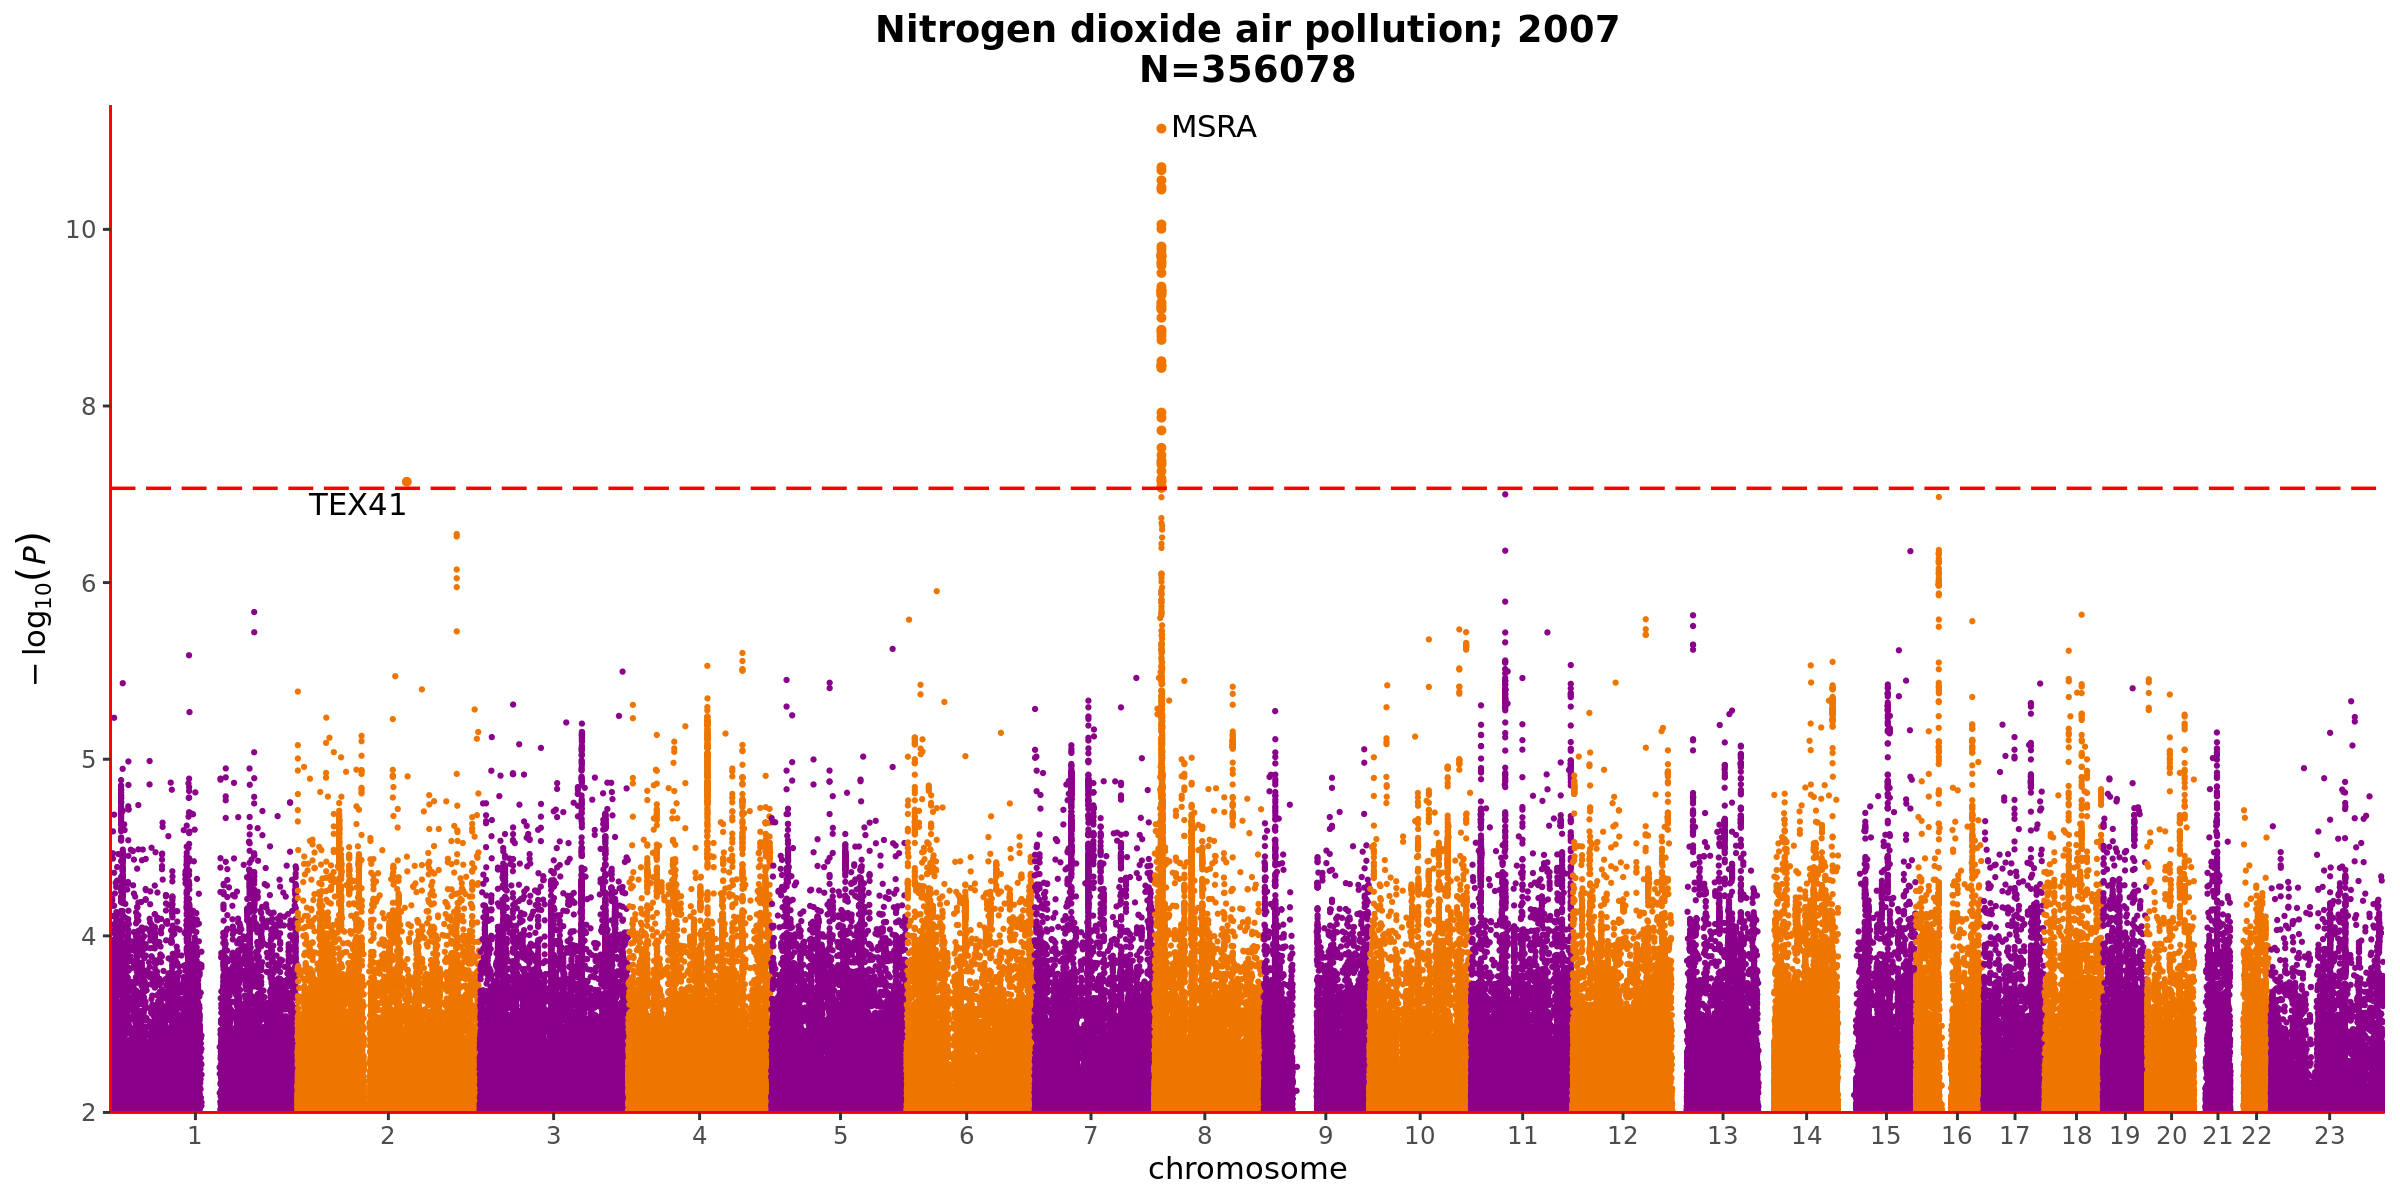 Nitrogen dioxide air pollution; 2007
N=356078
MSRA
TEX41
10
8
6
5
4
2
−log10(P)
1 2 3 4 5 6 7 8 9 10 11 12 13 14 15 16 17 18 19 20 21 22 23
chromosome